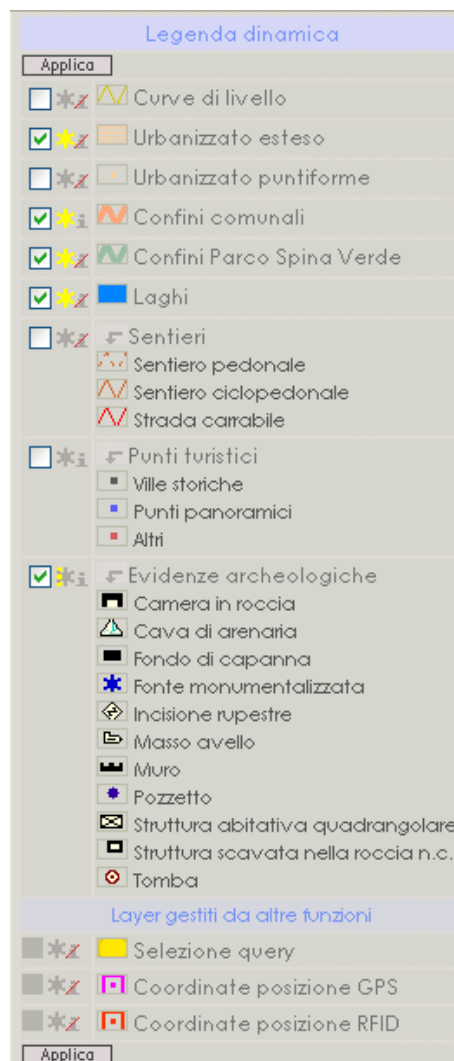 Legenda dinamica
Applica
Curve di livello
Urbanizzato esteso
Urbanizzato puntiforme
Confini comunali
Confini Parco Spina Verde
Laghi
Sentieri
Sentiero pedonale
Sentiero ciclopedonale
Strada carrabile
Punti turistici
Ville storiche
Punti panoramici
Altri
Evidenze archeologiche
Camera in roccia
Cava di arenaria
Fondo di capanna
Fonte monumentalizzata
Incisione rupestre
Masso avello
Muro
Pozzetto
Struttura abitativa quadrangolare
Struttura scavata nella roccia n.c.
Tomba
Layer gestiti da altre funzioni
Selezione query
Coordinate posizione GPS
Coordinate posizione RFID
Applica